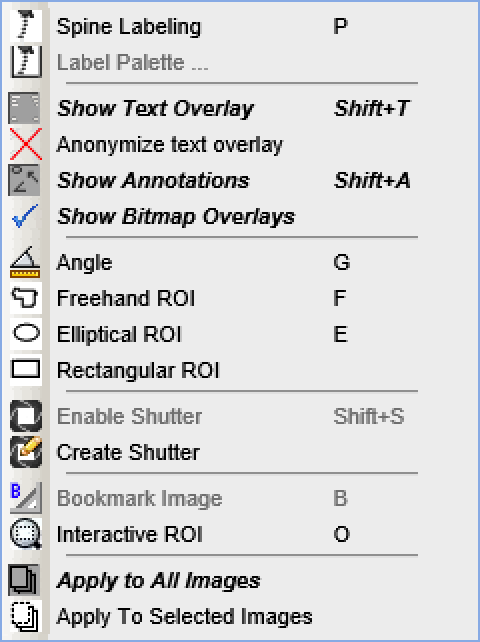 Spine Labeling P
Label Palette ...
Show Text Overlay Shift+T
Anonymize text overlay
Show Annotations Shift+A
Show Bitmap Overlays
Angle G
Freehand ROI F
Elliptical ROI E
Rectangular ROI
Enable Shutter Shift+S
Create Shutter
B Bookmark Image B
Interactive ROI O
Apply to All Images
Apply To Selected Images